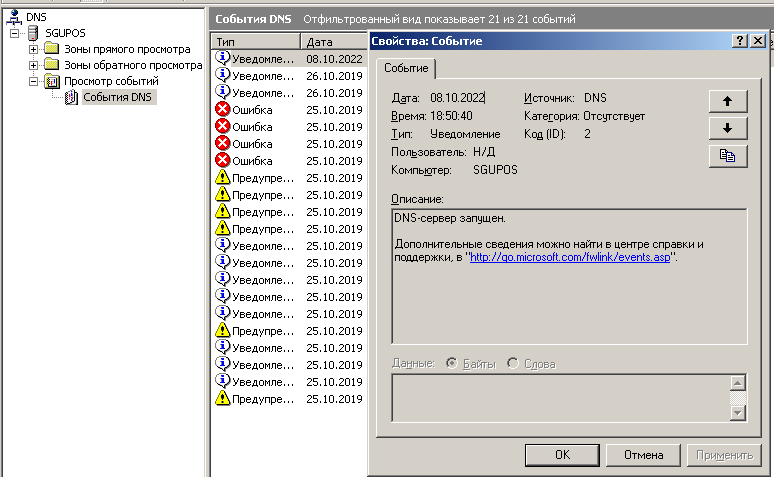 DNS
SGUPOS
Зоны прямого просмотра
Зоны обратного просмотра
Просмотр событий
События DNS
События DNS Отфильтрованный вид показывает 21 из 21 событий
Тип Дата
Уведомле... 08.10.2022
Уведомле... 26.10.2019
Уведомле... 26.10.2019
Ошибка 25.10.2019
Ошибка 25.10.2019
Ошибка 25.10.2019
Ошибка 25.10.2019
Предупре... 25.10.2019
Предупре... 25.10.2019
Предупре... 25.10.2019
Предупре... 25.10.2019
Уведомле... 25.10.2019
Уведомле... 25.10.2019
Уведомле... 25.10.2019
Уведомле... 25.10.2019
Предупре... 25.10.2019
Уведомле... 25.10.2019
Уведомле... 25.10.2019
Уведомле... 25.10.2019
Предупре... 25.10.2019
Свойства: Событие
Событие
Дата: 08.10.2022 Источник: DNS
Время: 18:50:40 Категория: Отсутствует
Тип: Уведомление Код (ID): 2
Пользователь: Н/Д
Компьютер: SGUPOS
Описание:
DNS-сервер запущен.
Дополнительные сведения можно найти в центре справки и
поддержки, в "http://go.microsoft.com/fwlink/events.asp".
Данные: Байты Слова
OK Отмена Применить